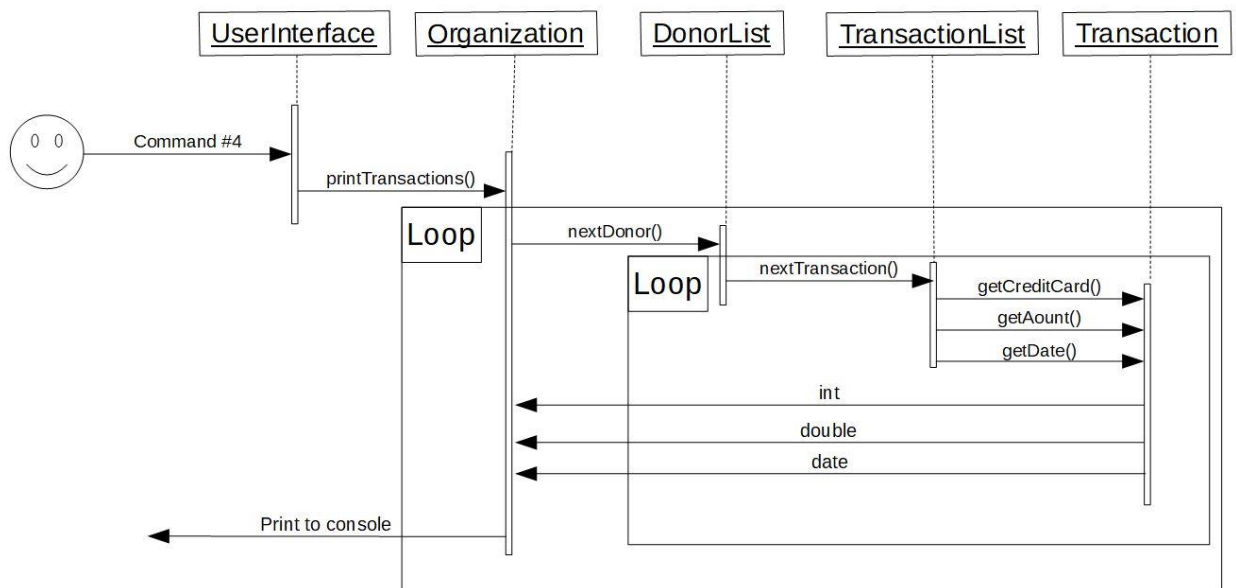 UserInterface
Organization
DonorList
TransactionList
Transaction
Command #4
printTransactions()
Loop
nextDonor()
Loop
nextTransaction()
getCreditCard()
getAount()
getDate()
int
double
date
Print to console